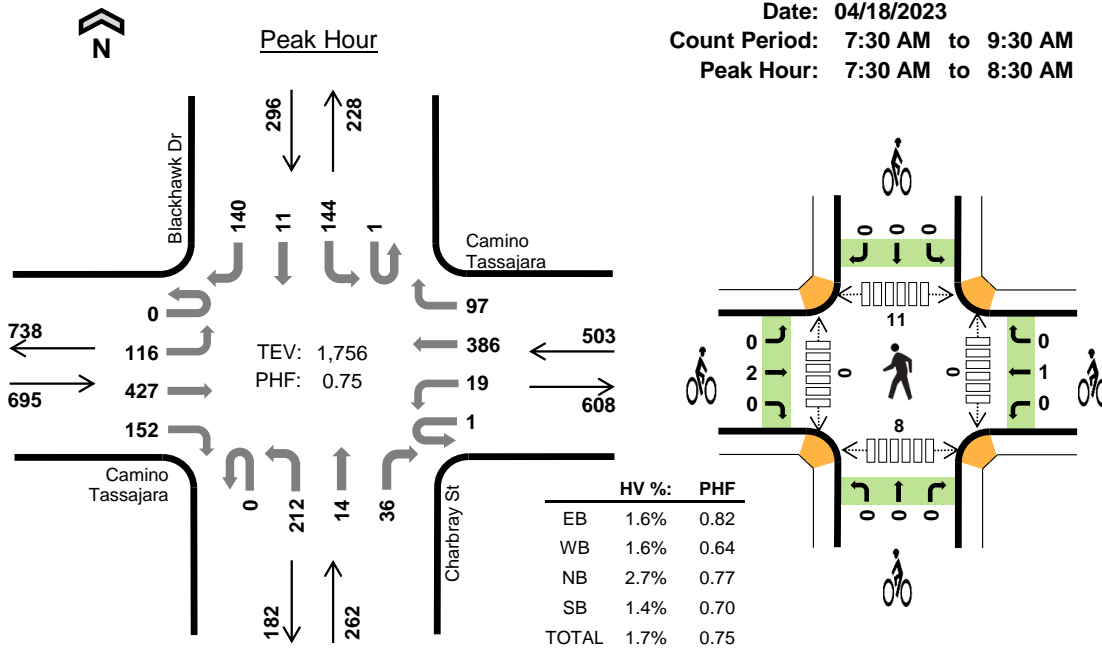 Date: 04/18/2023
Count Period: 7:30 AM to 9:30 AM
Peak Hour: 7:30 AM to 8:30 AM
N
Peak Hour
296
228
Blackhawk Dr
140
11
144
1
Camino
Tassajara
0
116
427
152
738
695
TEV: 1,756
PHF: 0.75
97
386
19
1
503
608
Camino
Tassajara
0
212
14
36
Charbray St
182
262
HV %: PHF
EB 1.6% 0.82
WB 1.6% 0.64
NB 2.7% 0.77
SB 1.4% 0.70
TOTAL 1.7% 0.75
0 0 0
11
0
2
0
0
0
0
1
0
8
0 0 0